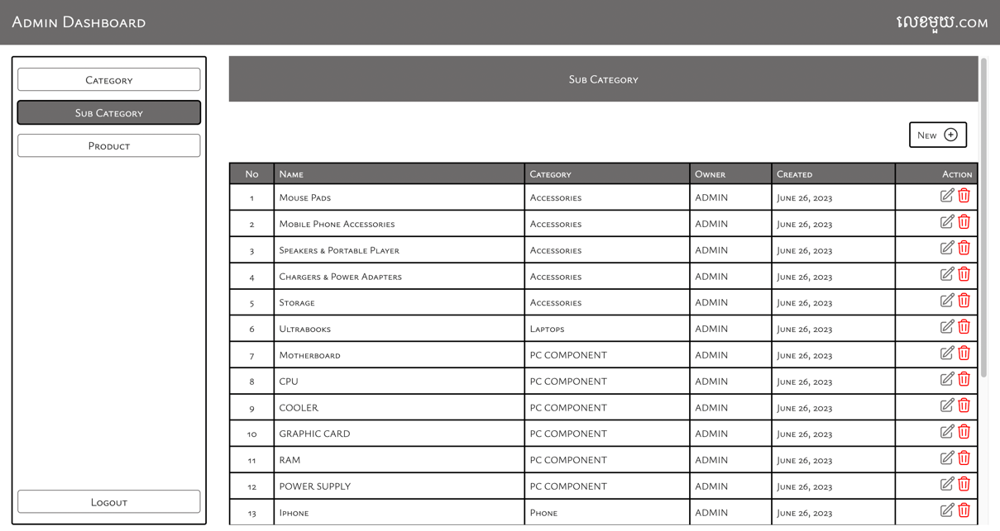 Admin Dashboard
លេខមួយ.com
Category
Sub Category
Product
Logout
Sub Category
New
No Name Category Owner Created Action
1 Mouse Pads Accessories ADMIN June 26, 2023
2 Mobile Phone Accessories Accessories ADMIN June 26, 2023
3 Speakers & Portable Player Accessories ADMIN June 26, 2023
4 Chargers & Power Adapters Accessories ADMIN June 26, 2023
5 Storage Accessories ADMIN June 26, 2023
6 Ultrabooks Laptops ADMIN June 26, 2023
7 Motherboard PC COMPONENT ADMIN June 26, 2023
8 CPU PC COMPONENT ADMIN June 26, 2023
9 COOLER PC COMPONENT ADMIN June 26, 2023
10 GRAPHIC CARD PC COMPONENT ADMIN June 26, 2023
11 RAM PC COMPONENT ADMIN June 26, 2023
12 POWER SUPPLY PC COMPONENT ADMIN June 26, 2023
13 Iphone Phone ADMIN June 26, 2023